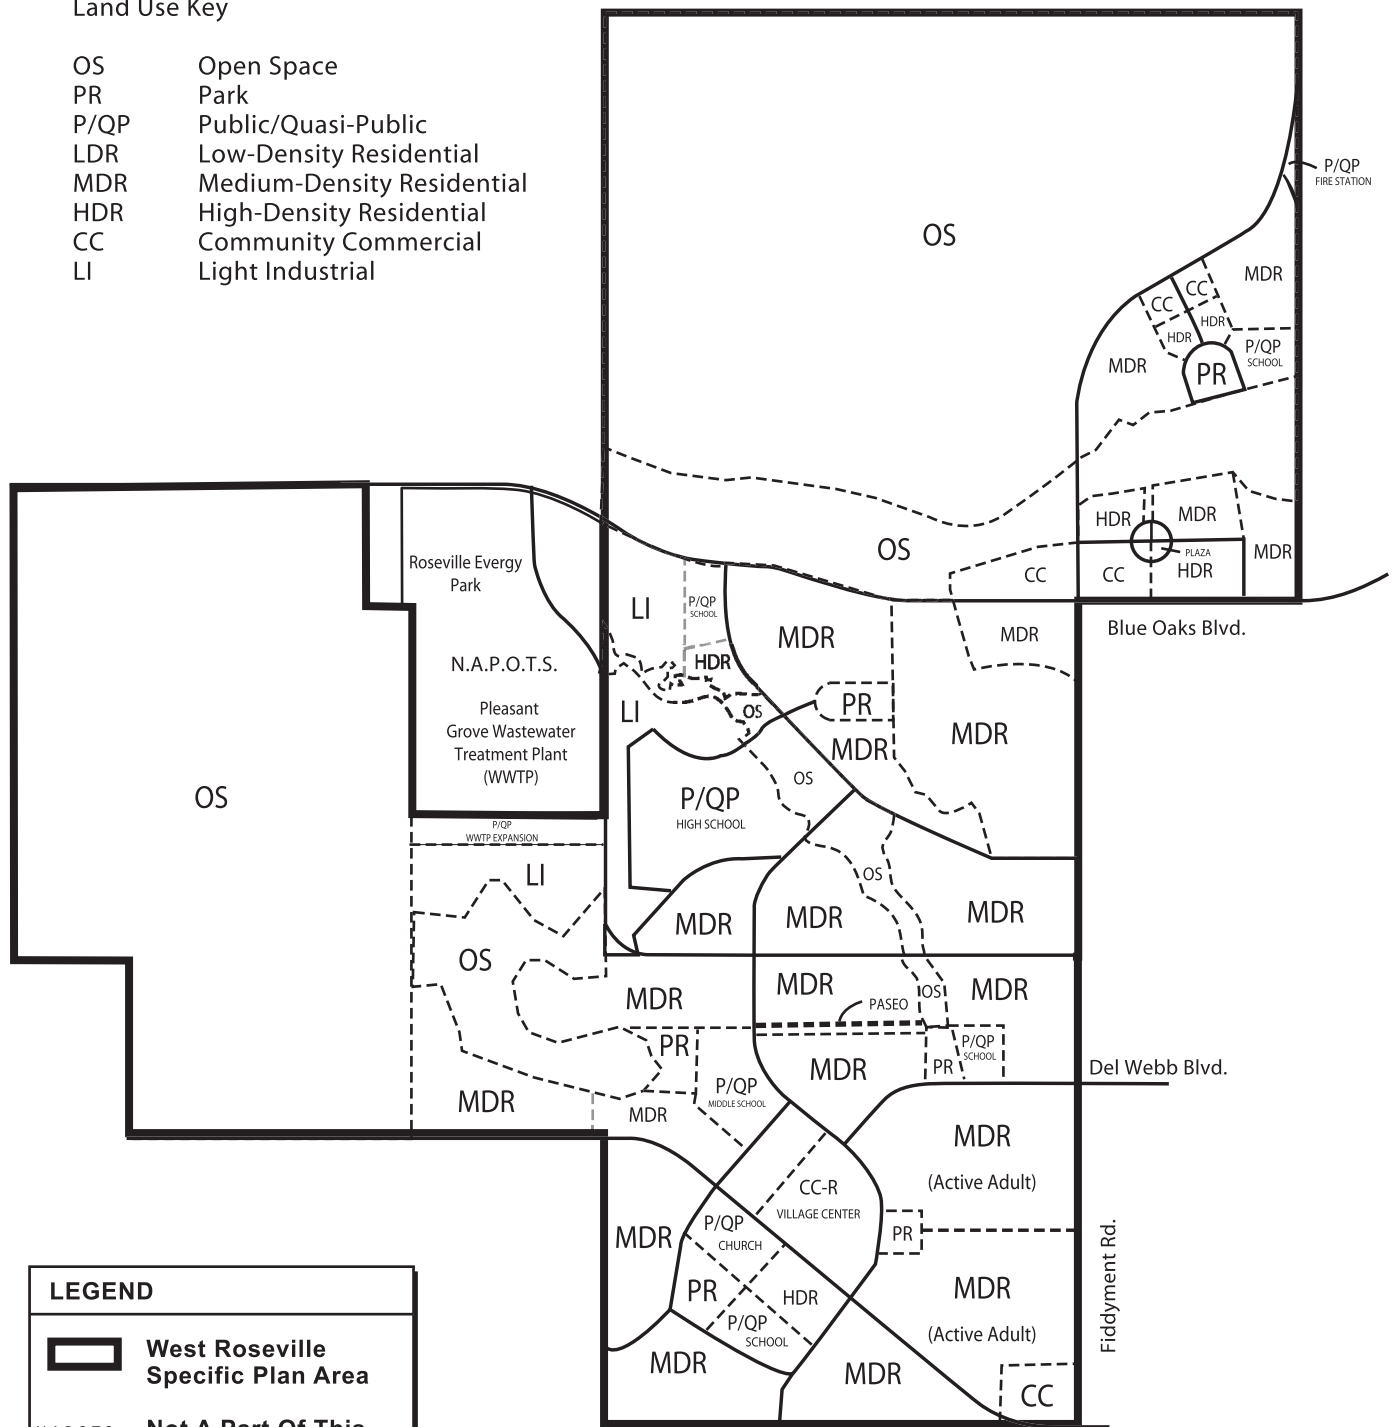 Land Use Key
OS Open Space
PR Park
P/QP Public/Quasi-Public
LDR Low-Density Residential
MDR Medium-Density Residential
HDR High-Density Residential
CC Community Commercial
LI Light Industrial
P/QP
FIRE STATION
OS
MDR
CC
CC
HDR
HDR
P/QP
SCHOOL
MDR
PR
HDR
MDR
OS
PLAZA
MDR
CC
CC
HDR
Roseville Evergy
Park
LI
P/QP
SCHOOL
MDR
MDR
Blue Oaks Blvd.
N.A.P.O.T.S.
HDR
Pleasant
Grove Wastewater
Treatment Plant
(WWTP)
LI
OS
PR
MDR
MDR
OS
OS
P/QP
HIGH SCHOOL
P/QP
WWTP EXPANSION
LI
OS
MDR
MDR
MDR
OS
MDR
MDR
OS
MDR
PASEO
PR
P/QP
SCHOOL
MDR
PR
Del Webb Blvd.
P/QP
MIDDLE SCHOOL
MDR
MDR
MDR
(Active Adult)
CC-R
VILLAGE CENTER
P/QP
CHURCH
MDR
PR
PR
HDR
MDR
(Active Adult)
P/QP
SCHOOL
MDR
MDR
CC
Fiddyment Rd.
LEGEND
West Roseville
Specific Plan Area
Not A Part Of This